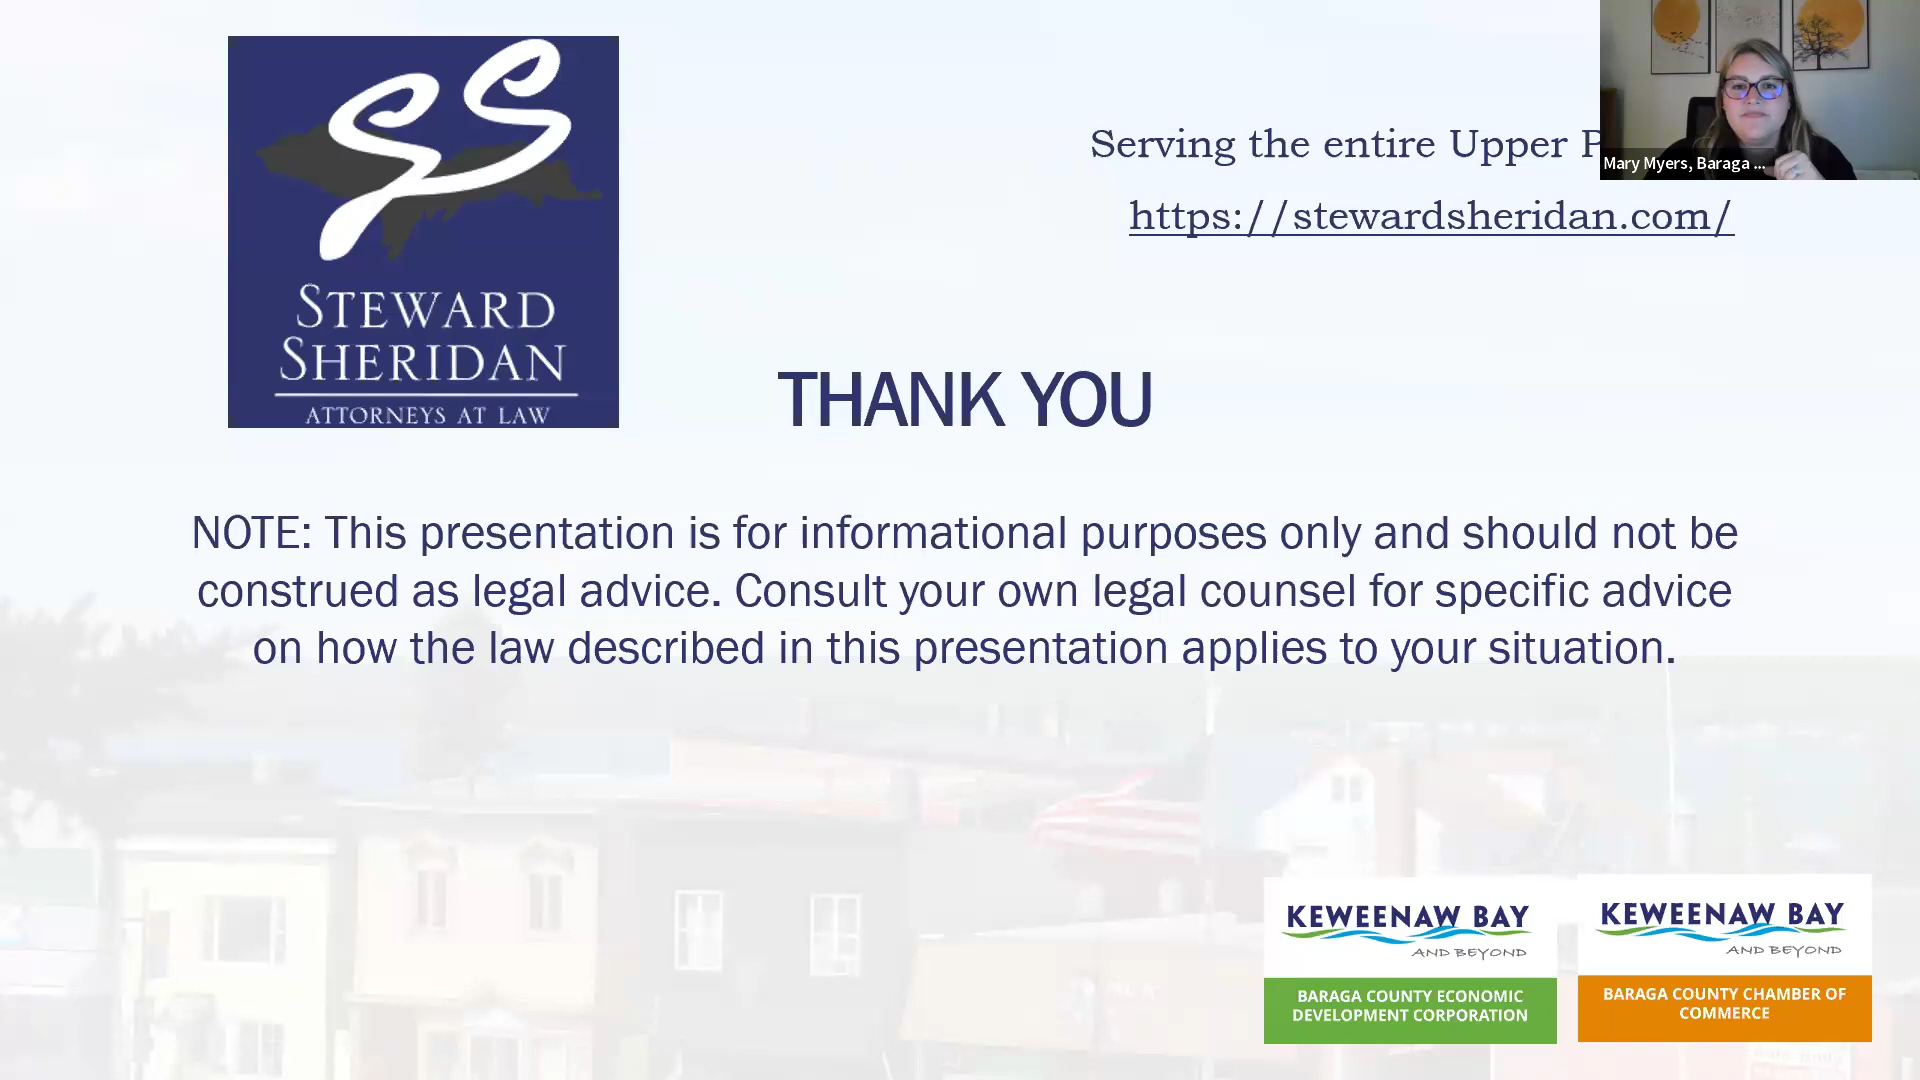 Serving the entire Upper P
Mary Myers, Baraga ...
https://stewardsheridan.com/
STEWARD
SHERIDAN
ATTORNEYS AT LAW
THANK YOU
NOTE: This presentation is for informational purposes only and should not be
construed as legal advice. Consult your own legal counsel for specific advice
on how the law described in this presentation applies to your situation.
KEWEENAW BAY
AND BEYOND
BARAGA COUNTY ECONOMIC
DEVELOPMENT CORPORATION
KEWEENAW BAY
AND BEYOND
BARAGA COUNTY CHAMBER OF
COMMERCE